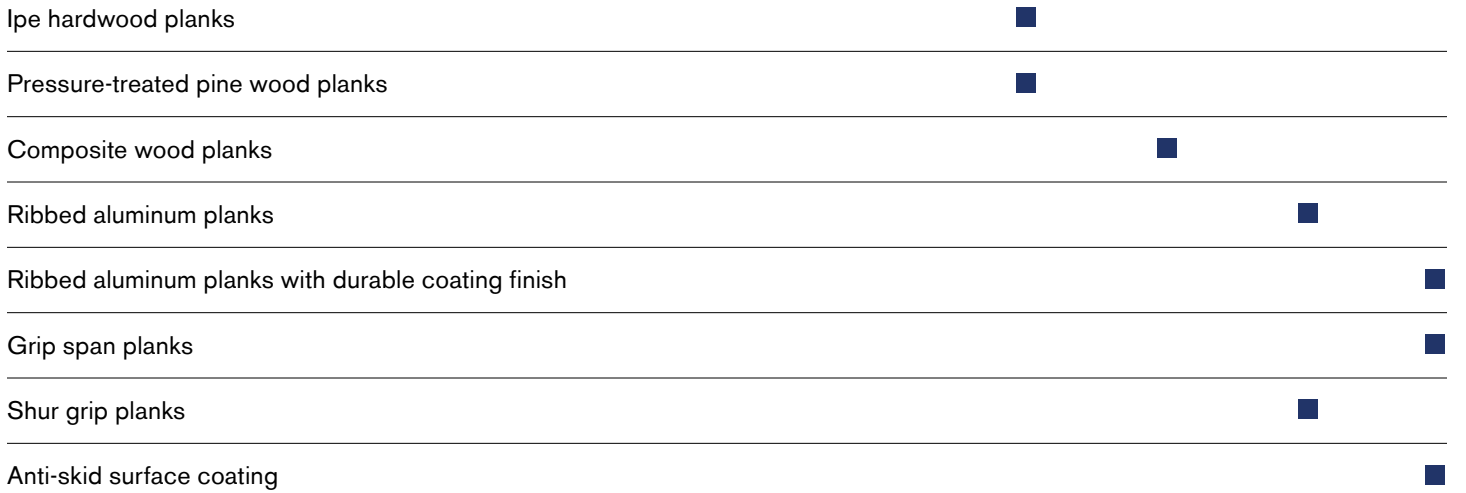 Ipe hardwood planks
Pressure-treated pine wood planks
Composite wood planks
Ribbed aluminum planks
Ribbed aluminum planks with durable coating finish
Grip span planks
Shur grip planks
Anti-skid surface coating